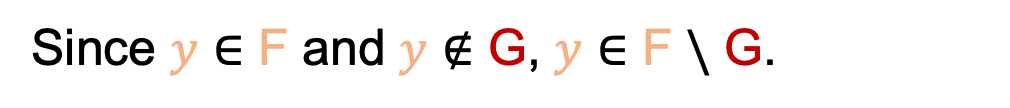 Since y ∈ F and y ∉ G, y ∈ F \ G.